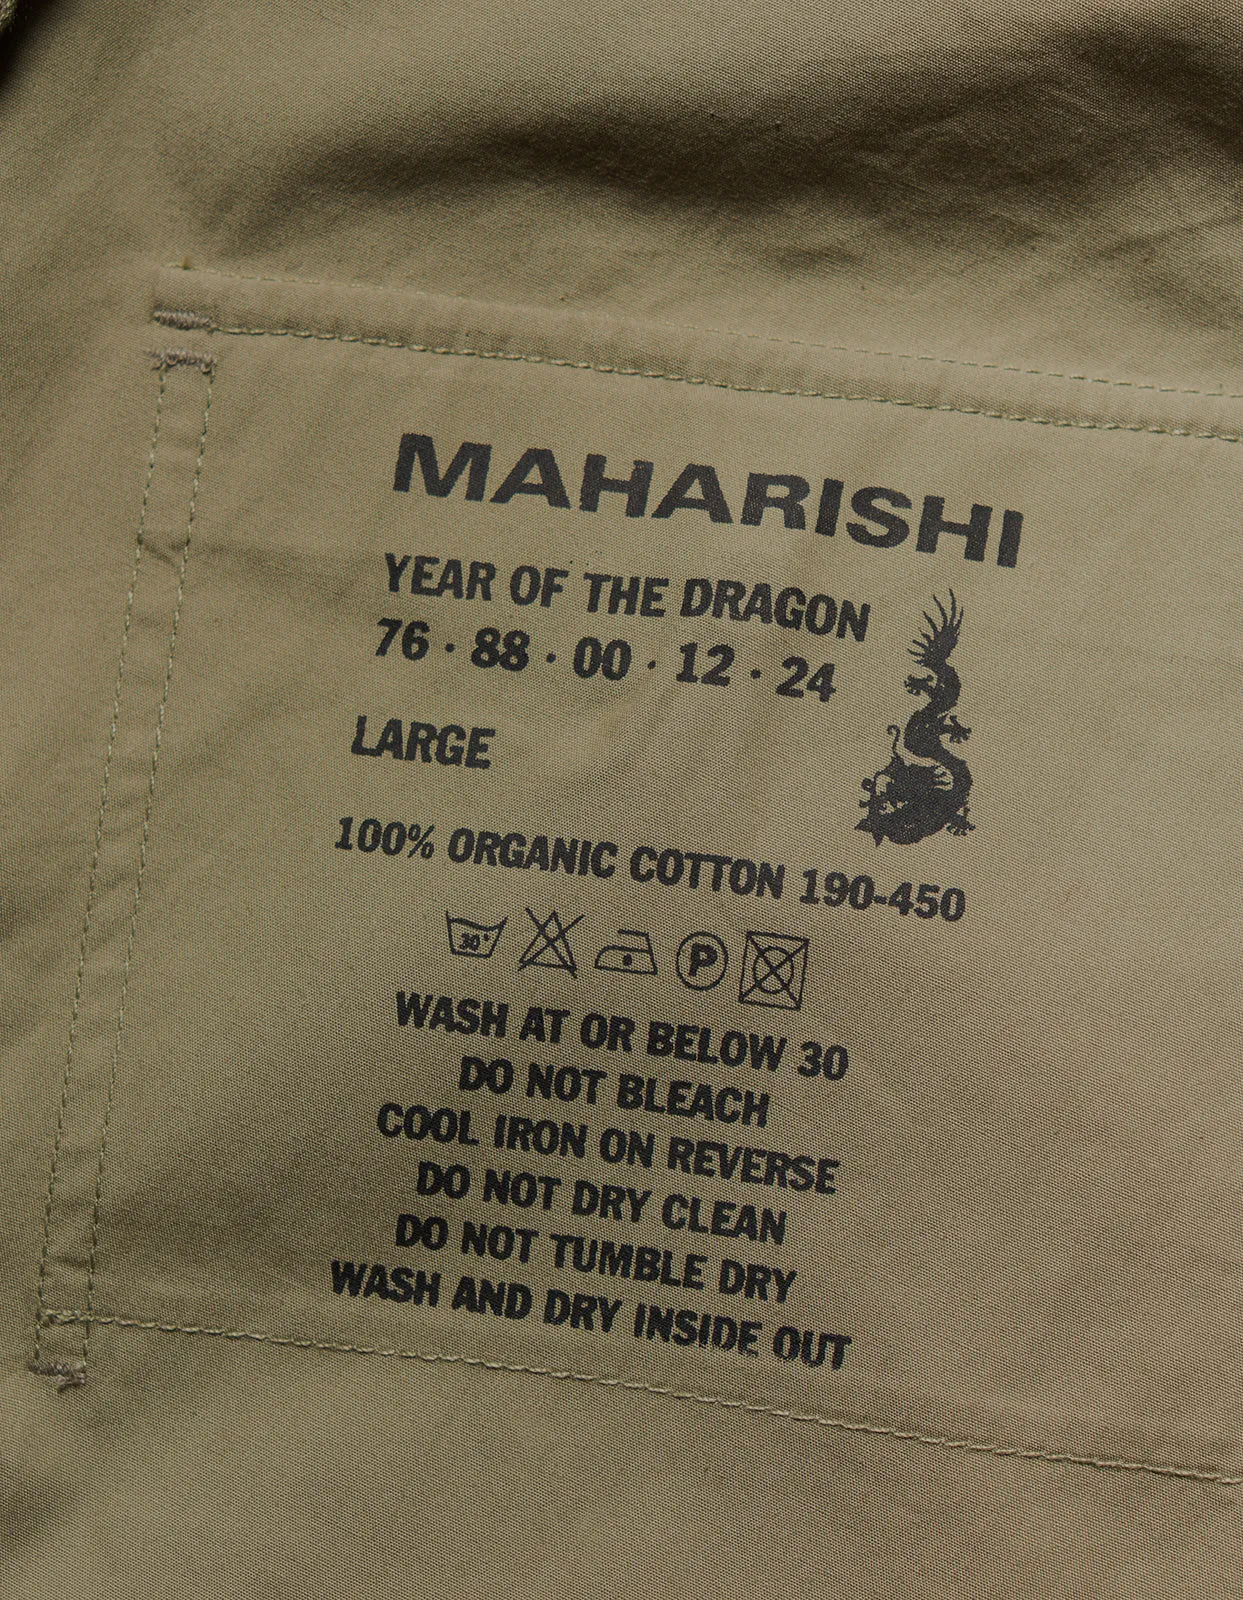 MAHARISHI
YEAR OF THE DRAGON
76 · 88 · 00 · 12 · 24
LARGE
100% ORGANIC COTTON 190-450
30° P
WASH AT OR BELOW 30
DO NOT BLEACH
COOL IRON ON REVERSE
DO NOT DRY CLEAN
DO NOT TUMBLE DRY
WASH AND DRY INSIDE OUT